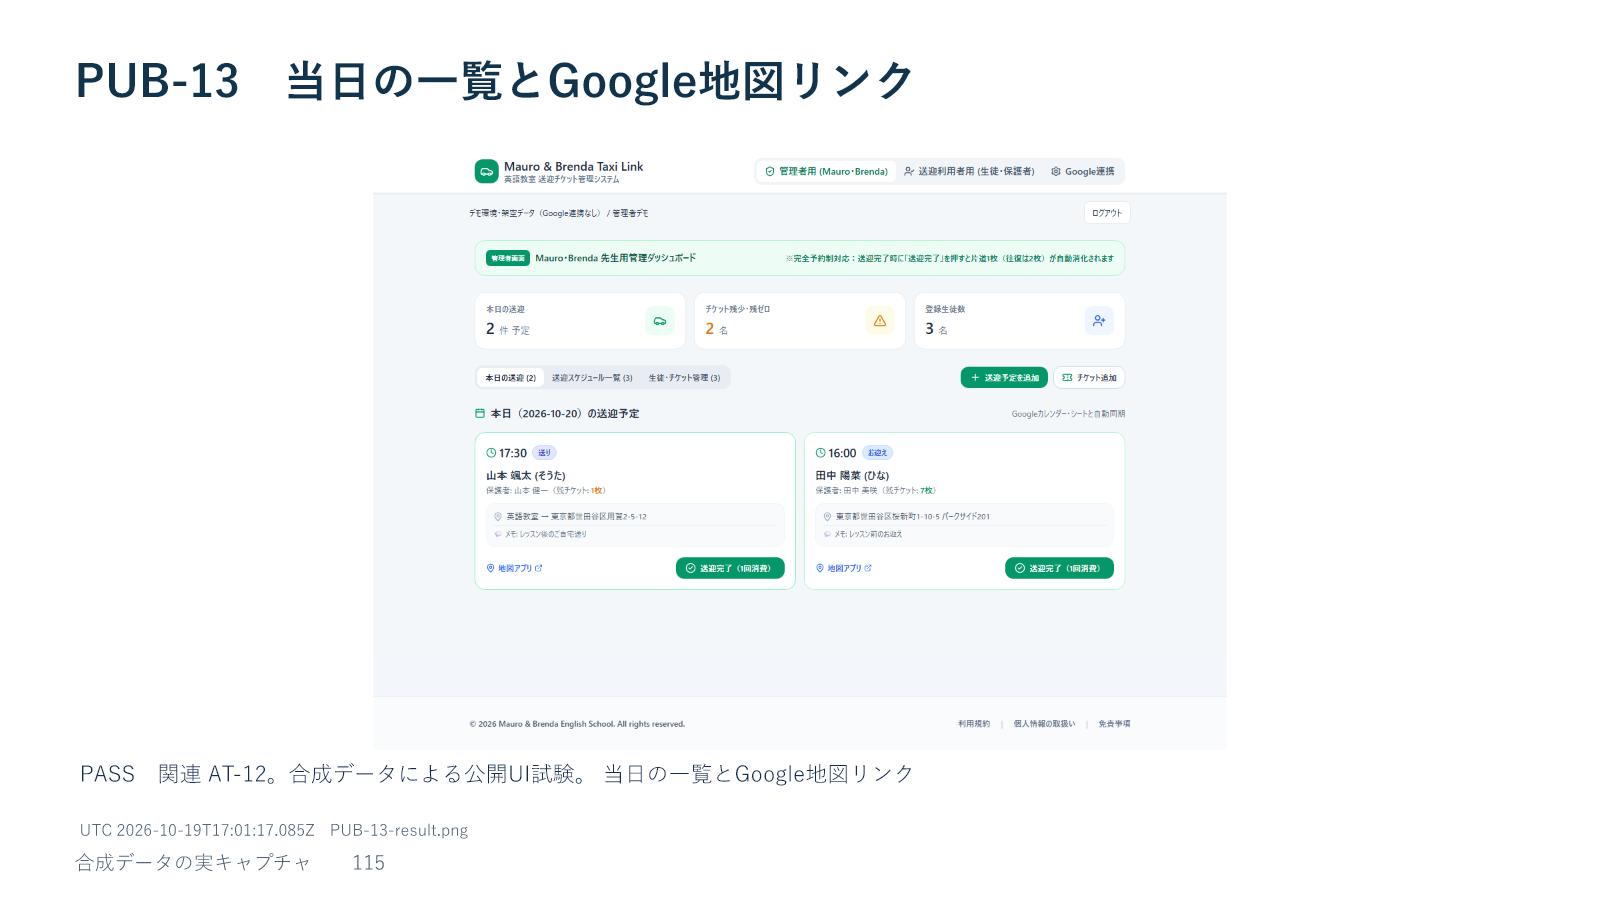 PUB-13　当日の一覧とGoogle地図リンク
Mauro & Brenda Taxi Link
英語教室 送迎チケット管理システム
管理者用 (Mauro・Brenda)
送迎利用者用 (生徒・保護者)
Google連携
デモ環境・架空データ（Google連携なし） / 管理者デモ
ログアウト
管理者画面
Mauro・Brenda 先生用管理ダッシュボード
※完全予約制対応：送迎完了時に「送迎完了」を押すと片道1枚（往復は2枚）が自動消化されます
本日の送迎
2 件 予定
チケット残少・残ゼロ
2 名
登録生徒数
3 名
本日の送迎 (2)
送迎スケジュール一覧 (3)
生徒・チケット管理 (3)
＋ 送迎予定を追加
チケット追加
本日（2026-10-20）の送迎予定
Googleカレンダー・シートと自動同期
17:30 送り
山本 颯太 (そうた)
保護者: 山本 健一（残チケット: 1枚）
英語教室 → 東京都世田谷区用賀2-5-12
メモ: レッスン後のご自宅送り
地図アプリ
送迎完了（1回消費）
16:00 お迎え
田中 陽菜 (ひな)
保護者: 田中 美咲（残チケット: 7枚）
東京都世田谷区桜新町1-10-5 パークサイド201
メモ: レッスン前のお迎え
地図アプリ
送迎完了（1回消費）
© 2026 Mauro & Brenda English School. All rights reserved.
利用規約 | 個人情報の取扱い | 免責事項
PASS　関連 AT-12。合成データによる公開UI試験。 当日の一覧とGoogle地図リンク
UTC 2026-10-19T17:01:17.085Z　PUB-13-result.png
合成データの実キャプチャ　　115